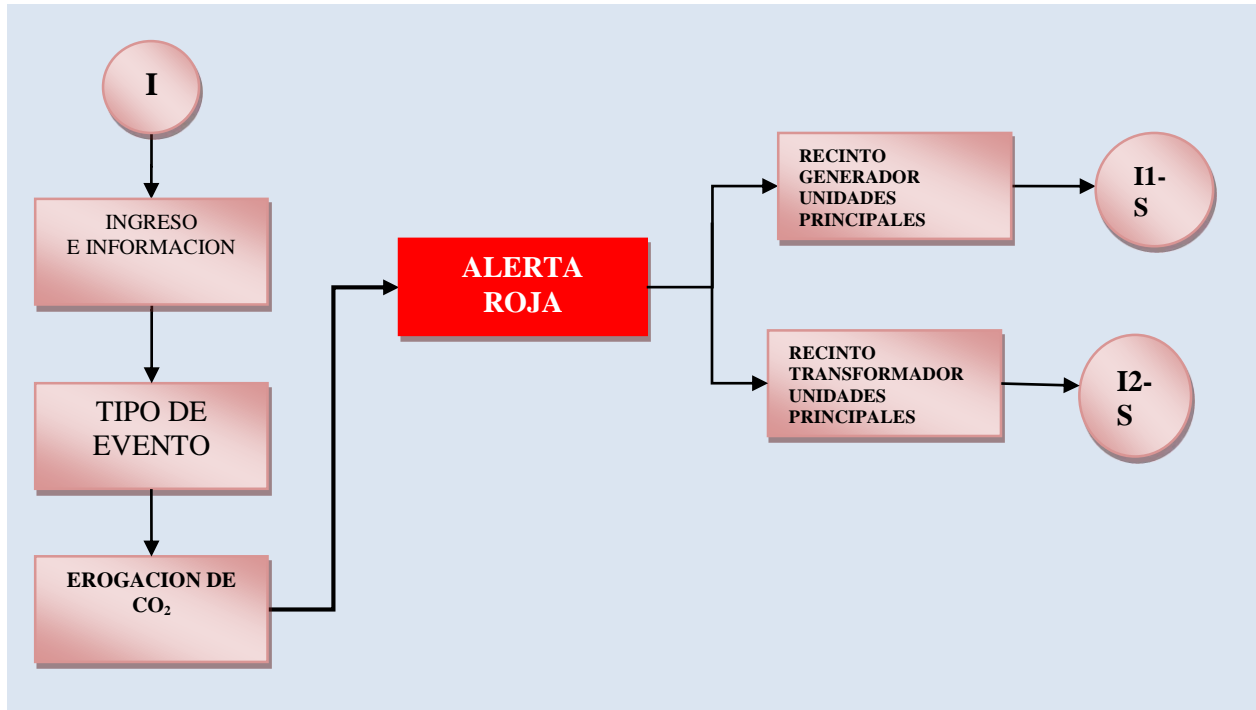 I
INGRESO
E INFORMACION
TIPO DE
EVENTO
EROGACION DE
CO₂
ALERTA
ROJA
RECINTO
GENERADOR
UNIDADES
PRINCIPALES
I1-
S
RECINTO
TRANSFORMADOR
UNIDADES
PRINCIPALES
I2-
S